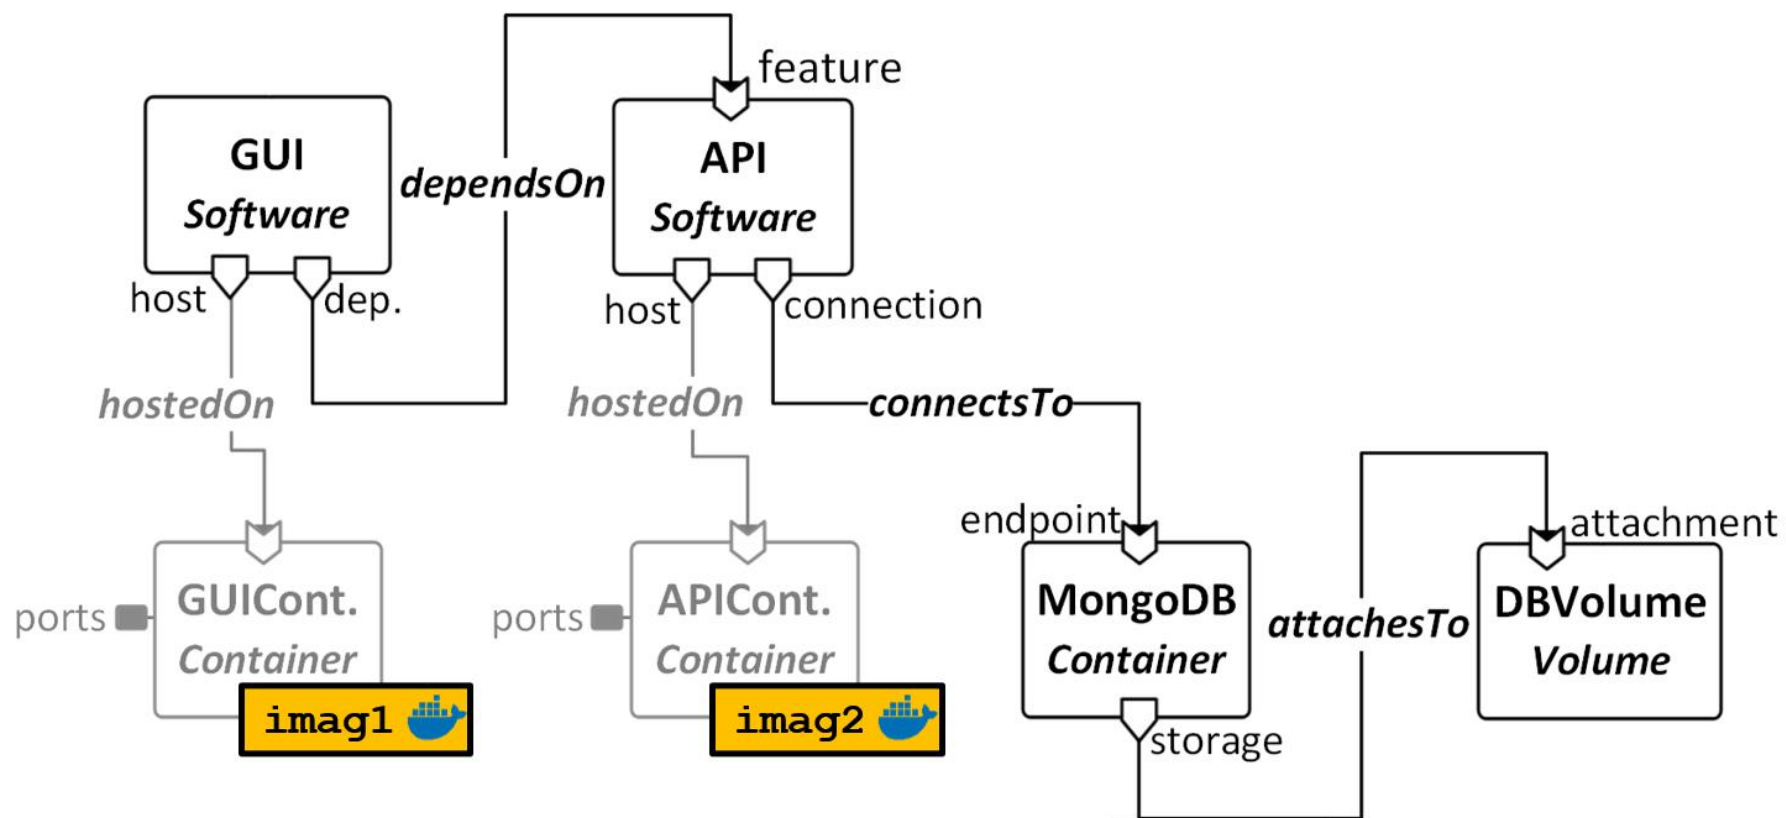 feature
GUI
Software
dependsOn
API
Software
host
dep.
host
connection
hostedOn
hostedOn
connectsTo
endpoint
attachment
ports
GUICont.
Container
imag1
ports
APICont.
Container
imag2
MongoDB
Container
attachesTo
DBVolume
Volume
storage